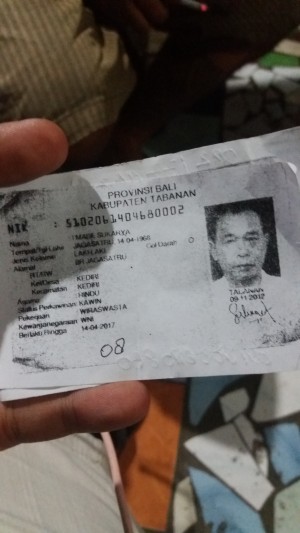 PROVINSI BALI
KABUPATEN TABANAN
NIK : 5102061404680002
Nama : I MADE SUKARYA
Tempat/Tgl Lahir : JAGASATRU, 14-04-1968
Jenis Kelamin : LAKI-LAKI Gol Darah : O
Alamat : BR JAGASATRU
RT/RW
Kel/Desa : KEDIRI
Kecamatan : KEDIRI
Agama : HINDU
Status Perkawinan : KAWIN
Pekerjaan : WIRASWASTA
Kewarganegaraan : WNI
Berlaku Hingga : 14-04-2017
TABANAN
09-11-2012
08